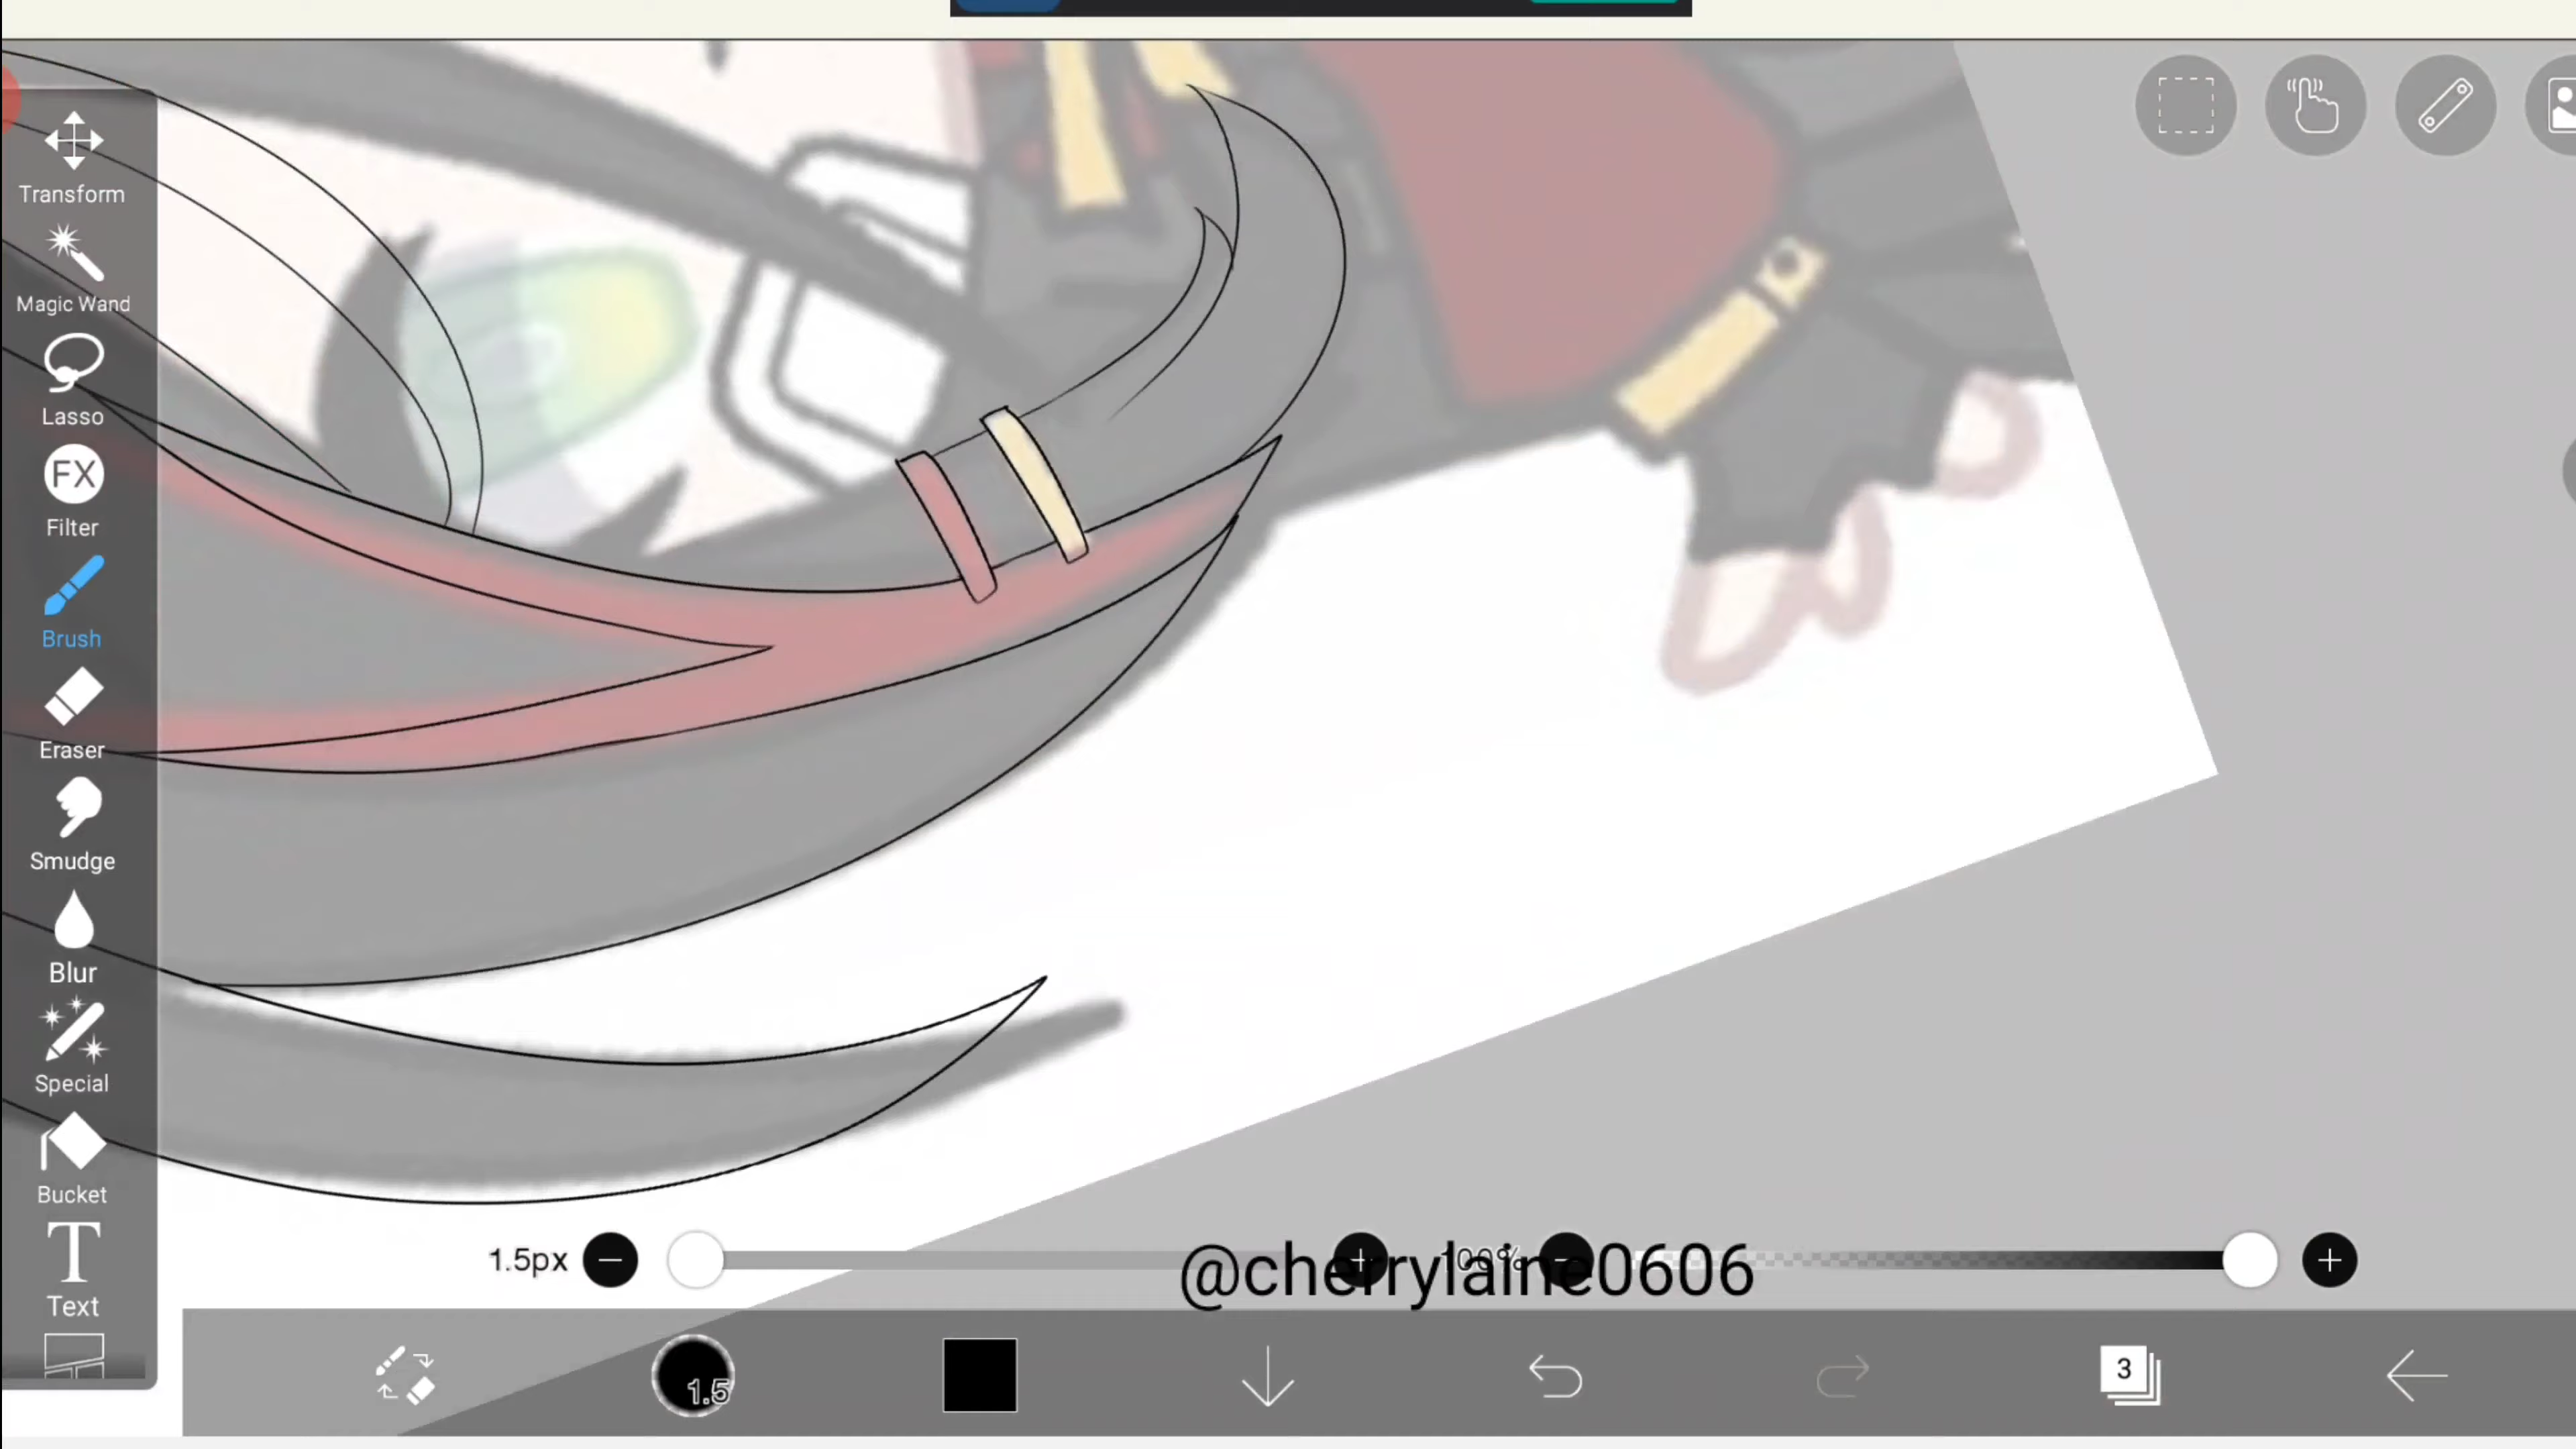 Transform
Magic Wand
Lasso
FX
Filter
Brush
Eraser
Smudge
Blur
Special
Bucket
T
Text
1.5px
100%
@cherrylaine0606
1.5
3